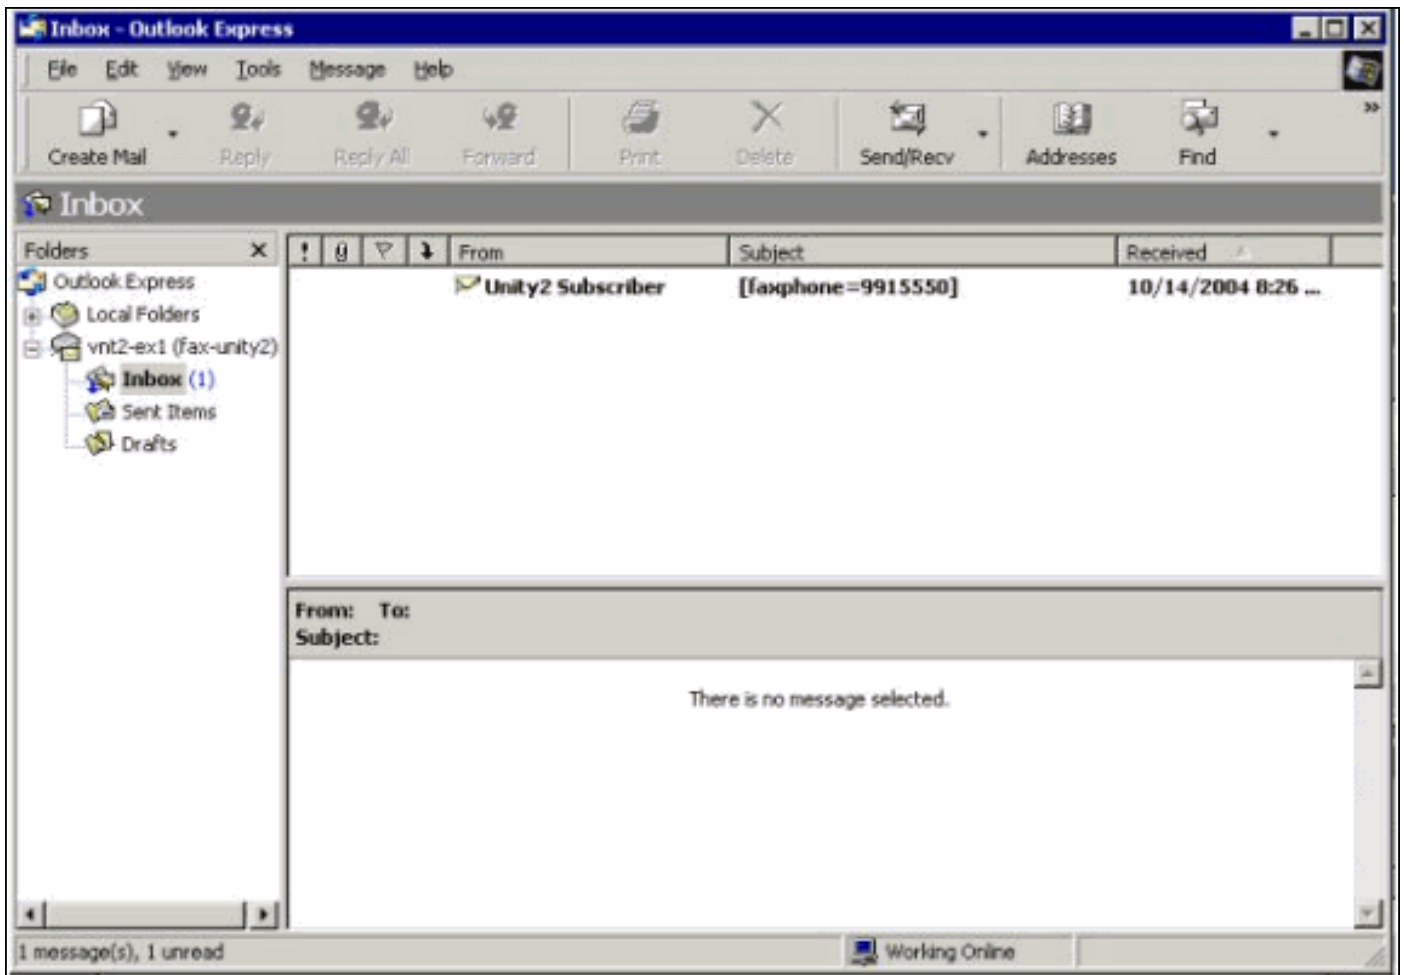 Inbox - Outlook Express
File Edit View Tools Message Help
Create Mail Reply Reply All Forward Print Delete Send/Recv Addresses Find
Inbox
Folders
! From Subject Received
Outlook Express
Local Folders
vnt2-ex1 (fax-unity2)
Inbox (1)
Sent Items
Drafts
Unity2 Subscriber [faxphone=9915550] 10/14/2004 8:26 ...
From: To:
Subject:
There is no message selected.
1 message(s), 1 unread Working Online